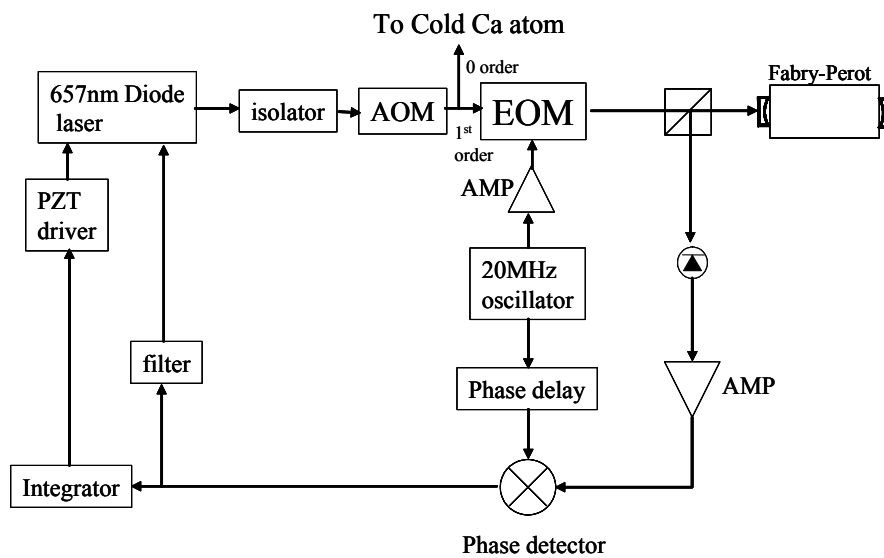 To Cold Ca atom
0 order
Fabry-Perot
657nm Diode
laser
isolator
AOM
EOM
1st
order
AMP
PZT
driver
20MHz
oscillator
filter
Phase delay
AMP
Integrator
Phase detector